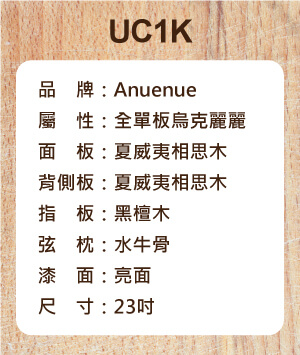 UC1K
品　牌：Anuenue
屬　性：全單板烏克麗麗
面　板：夏威夷相思木
背側板：夏威夷相思木
指　板：黑檀木
弦　枕：水牛骨
漆　面：亮面
尺　寸：23吋